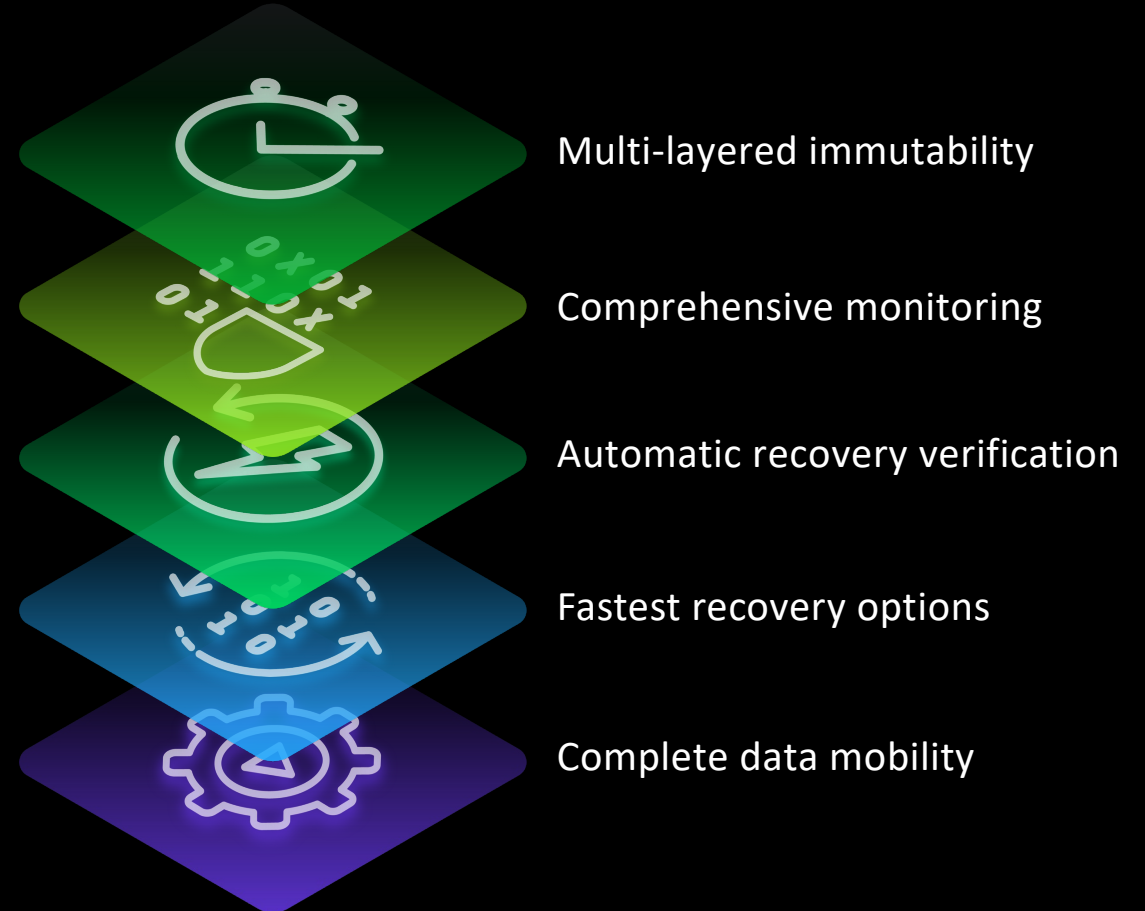 Multi-layered immutability
Comprehensive monitoring
Automatic recovery verification
Fastest recovery options
Complete data mobility